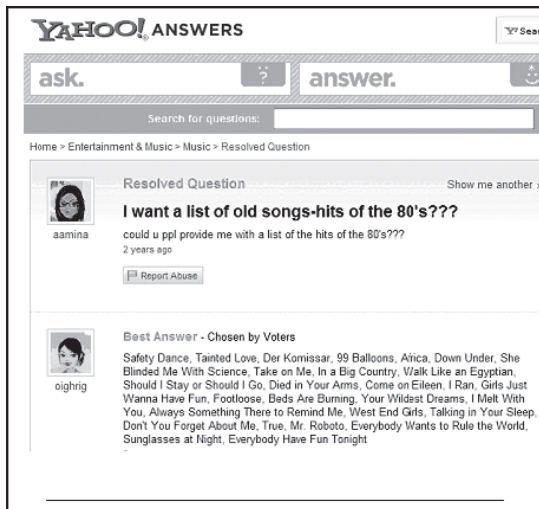 YAHOO! ANSWERS
Y! Sear
ask.
?
answer.
Search for questions:
Home > Entertainment & Music > Music > Resolved Question
Resolved Question
Show me another
I want a list of old songs-hits of the 80's???
aamina
could u ppl provide me with a list of the hits of the 80's???
2 years ago
Report Abuse
Best Answer - Chosen by Voters
oighrig
Safety Dance, Tainted Love, Der Komissar, 99 Balloons, Africa, Down Under, She
Blinded Me With Science, Take on Me, In a Big Country, Walk Like an Egyptian,
Should I Stay or Should I Go, Died in Your Arms, Come on Eileen, I Ran, Girls Just
Wanna Have Fun, Footloose, Beds Are Burning, Your Wildest Dreams, I Melt With
You, Always Something There to Remind Me, West End Girls, Talking in Your Sleep,
Don't You Forget About Me, True, Mr. Roboto, Everybody Wants to Rule the World,
Sunglasses at Night, Everybody Have Fun Tonight